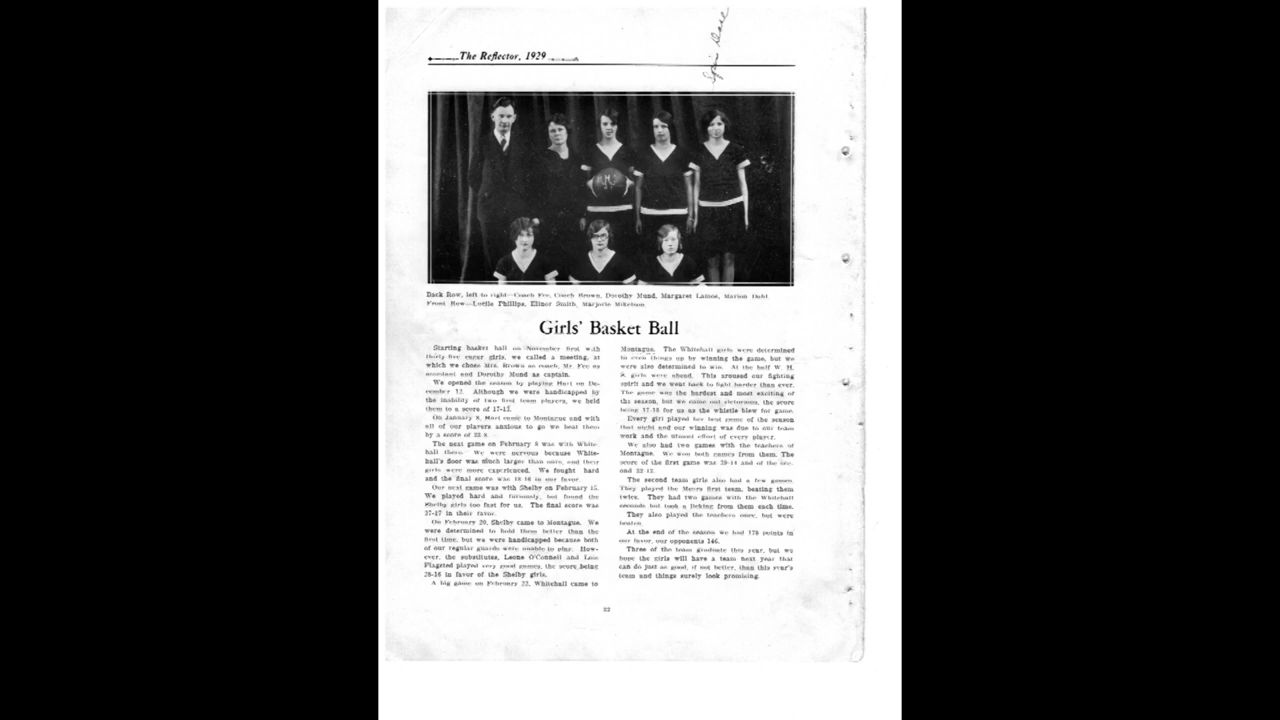 The Reflector, 1929
Back Row, left to right—Coach Fee, Coach Brown, Dorothy Mund, Margaret Lamos, Marion Dahl.
Front Row—Luella Phillips, Elinor Smith, Marjorie Mikelson.
Girls' Basket Ball
Starting basket ball on November first with
thirty-five eager girls, we called a meeting, at
which we chose Mrs. Brown as coach, Mr. Fee as
assistant and Dorothy Mund as captain.
We opened the season by playing Hart on De-
cember 12. Although we were handicapped by
the inability of two first team players, we held
them to a score of 17-15.
On January 8, Hart came to Montague and with
all of our players anxious to go we beat them
by a score of 22-8.
The next game on February 8 was with White-
hall there. We were nervous because White-
hall's floor was much larger than ours, and their
girls were more experienced. We fought hard
and the final score was 18-16 in our favor.
Our next game was with Shelby on February 15.
We played hard and furiously, but found the
Shelby girls too fast for us. The final score was
27-17 in their favor.
On February 20, Shelby came to Montague. We
were determined to hold them better than the
first time, but we were handicapped because both
of our regular guards were unable to play. How-
ever, the substitutes, Leone O'Connell and Lois
Flagsted played very good games, the score being
28-16 in favor of the Shelby girls.
A big game on February 22, Whitehall came to
Montague. The Whitehall girls were determined
to even things up by winning the game, but we
were also determined to win. At the half W. H.
S. girls were ahead. This aroused our fighting
spirit and we went back to fight harder than ever.
The game was the hardest and most exciting of
the season, but we came out victorious, the score
being for us as the whistle blew for game.
Every girl played her best game of the season
that night and our winning was due to our team
work and the utmost effort of every player.
We also had two games with the teachers of
Montague. We won both games from them. The
score of the first game was 29-14 and of the sec-
ond 22-12.
The second team girls also had a few games.
They played the Mears first team, beating them
twice. They had two games with the Whitehall
seconds but took a licking from them each time.
They also played the teachers once, but were
beaten.
At the end of the season we had 178 points in
our favor, our opponents 146.
Three of the team graduate this year, but we
hope the girls will have a team next year that
can do just as good, if not better, than this year's
team and things surely look promising.
22